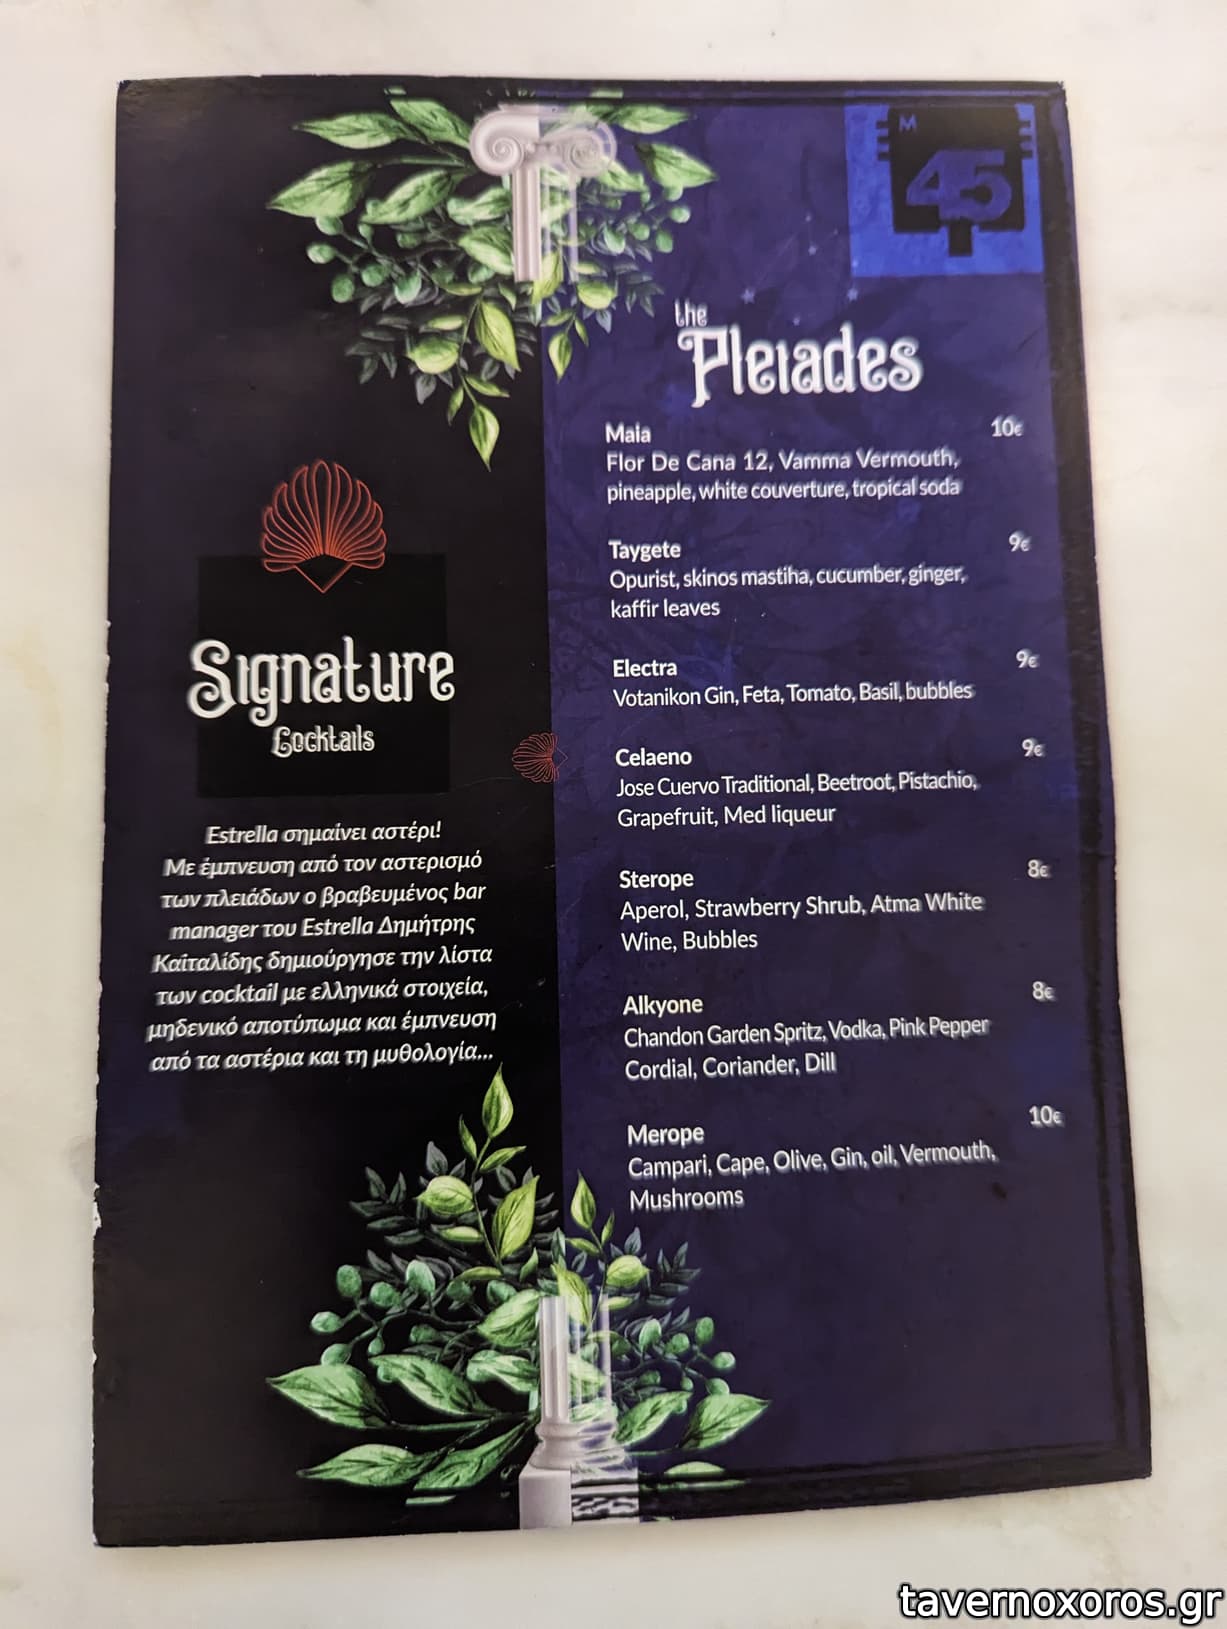 M
45
the
Pleiades
Maia 10€
Flor De Cana 12, Vamma Vermouth,
pineapple, white couverture, tropical soda
Taygete 9€
Opurist, skinos mastiha, cucumber, ginger,
kaffir leaves
Electra 9€
Votanikon Gin, Feta, Tomato, Basil, bubbles
Celaeno 9€
Jose Cuervo Traditional, Beetroot, Pistachio,
Grapefruit, Med liqueur
Sterope 8€
Aperol, Strawberry Shrub, Atma White
Wine, Bubbles
Alkyone 8€
Chandon Garden Spritz, Vodka, Pink Pepper
Cordial, Coriander, Dill
Merope 10€
Campari, Cape, Olive, Gin, oil, Vermouth,
Mushrooms
Signature
Cocktails
Estrella σημαίνει αστέρι!
Με έμπνευση από τον αστερισμό
των πλειάδων ο βραβευμένος bar
manager του Estrella Δημήτρης
Καϊταλίδης δημιούργησε την λίστα
των cocktail με ελληνικά στοιχεία,
μηδενικό αποτύπωμα και έμπνευση
από τα αστέρια και τη μυθολογία...
tavernoxoros.gr